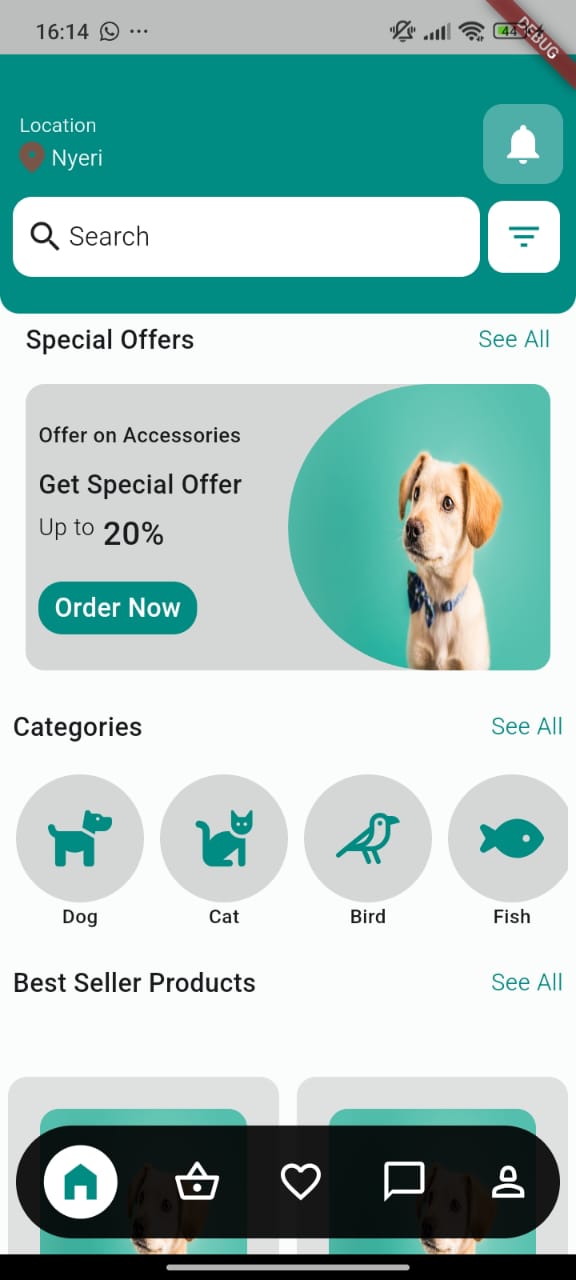 16:14
44
DEBUG
Location
Nyeri
Search
Special Offers
See All
Offer on Accessories
Get Special Offer
Up to 20%
Order Now
Categories
See All
Dog
Cat
Bird
Fish
Best Seller Products
See All